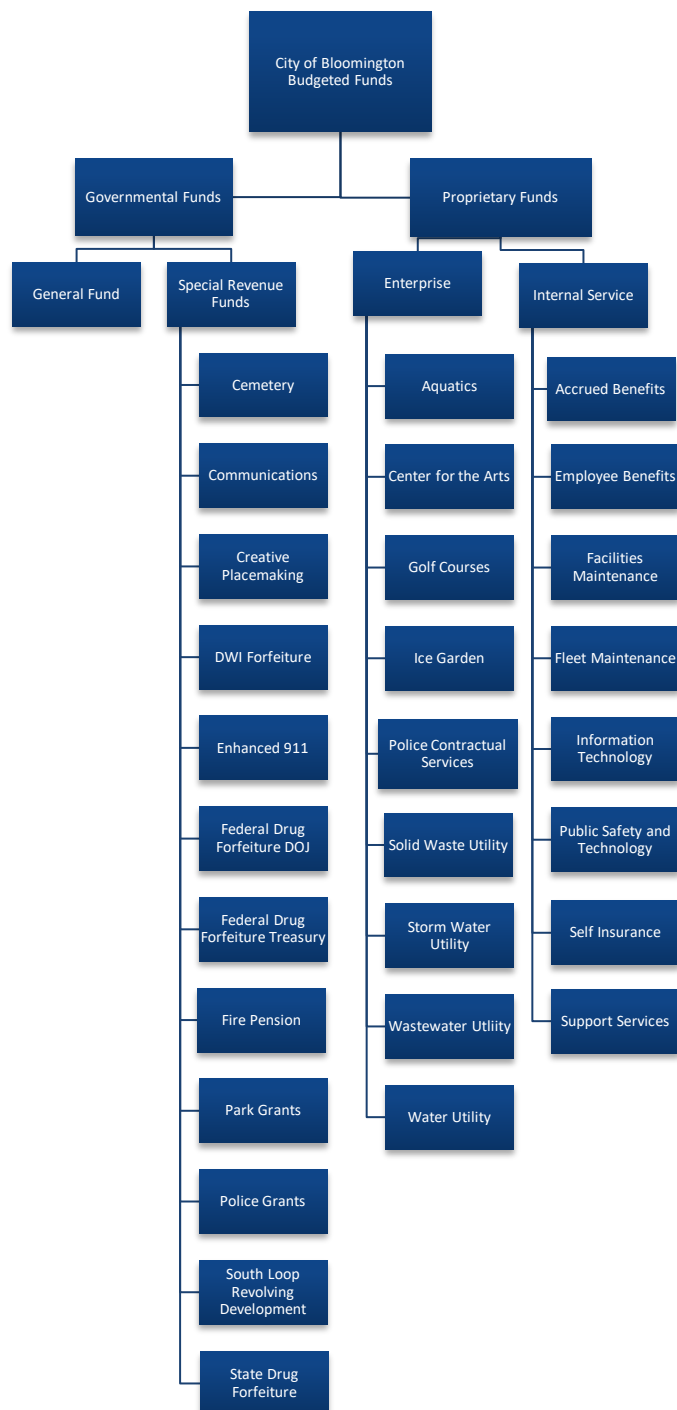 City of Bloomington
Budgeted Funds
Governmental Funds
Proprietary Funds
General Fund
Special Revenue
Funds
Enterprise
Internal Service
Cemetery
Communications
Creative
Placemaking
DWI Forfeiture
Enhanced 911
Federal Drug
Forfeiture DOJ
Federal Drug
Forfeiture Treasury
Fire Pension
Park Grants
Police Grants
South Loop
Revolving
Development
State Drug
Forfeiture
Aquatics
Center for the Arts
Golf Courses
Ice Garden
Police Contractual
Services
Solid Waste Utility
Storm Water
Utility
Wastewater Utliity
Water Utility
Accrued Benefits
Employee Benefits
Facilities
Maintenance
Fleet Maintenance
Information
Technology
Public Safety and
Technology
Self Insurance
Support Services